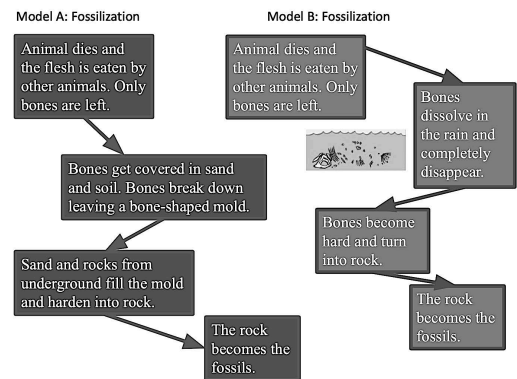 Model A: Fossilization
Animal dies and
the flesh is eaten by
other animals. Only
bones are left.
Bones get covered in sand
and soil. Bones break down
leaving a bone-shaped mold.
Sand and rocks from
underground fill the mold
and harden into rock.
The rock
becomes the
fossils.
Model B: Fossilization
Animal dies and
the flesh is eaten by
other animals. Only
bones are left.
Bones
dissolve in
the rain and
completely
disappear.
Bones become
hard and turn
into rock.
The rock
becomes the
fossils.